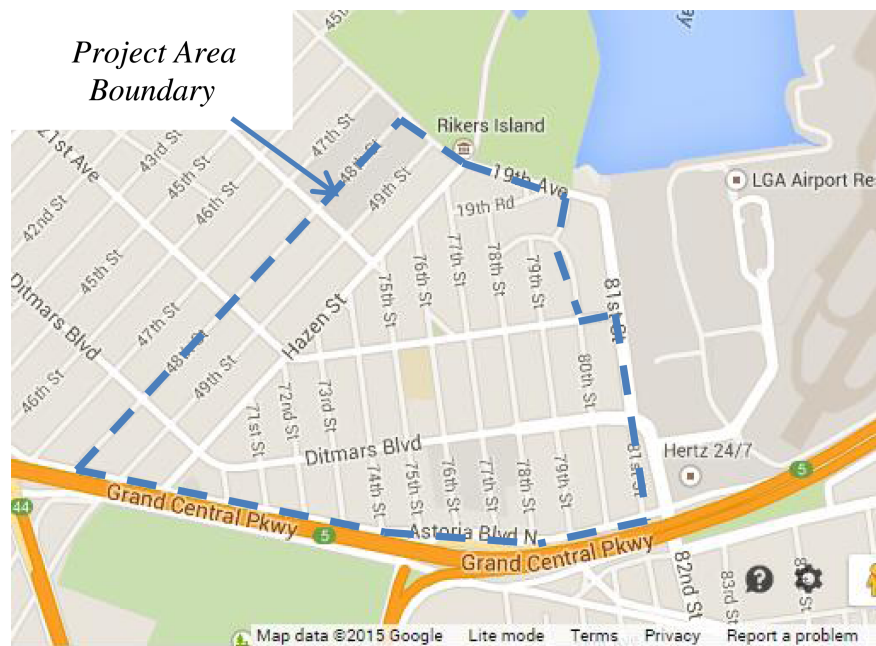 Project Area
Boundary
45th
47th St
48th St
49th St
Rikers Island
19th Ave
19th Rd
LGA Airport Res
21st Ave
43rd St
45th St
46th St
42nd St
45th St
47th St
48th St
49th St
46th St
Ditmars Blvd
Hazen St
75th St
76th St
77th St
78th St
79th St
80th St
81st St
71st St
72nd St
73rd St
Ditmars Blvd
74th St
75th St
76th St
77th St
78th St
79th St
81st St
Hertz 24/7
5
44
Grand Central Pkwy
5
Astoria Blvd N
Grand Central Pkwy
82nd St
83rd St
?
Map data ©2015 Google
Lite mode
Terms
Privacy
Report a problem